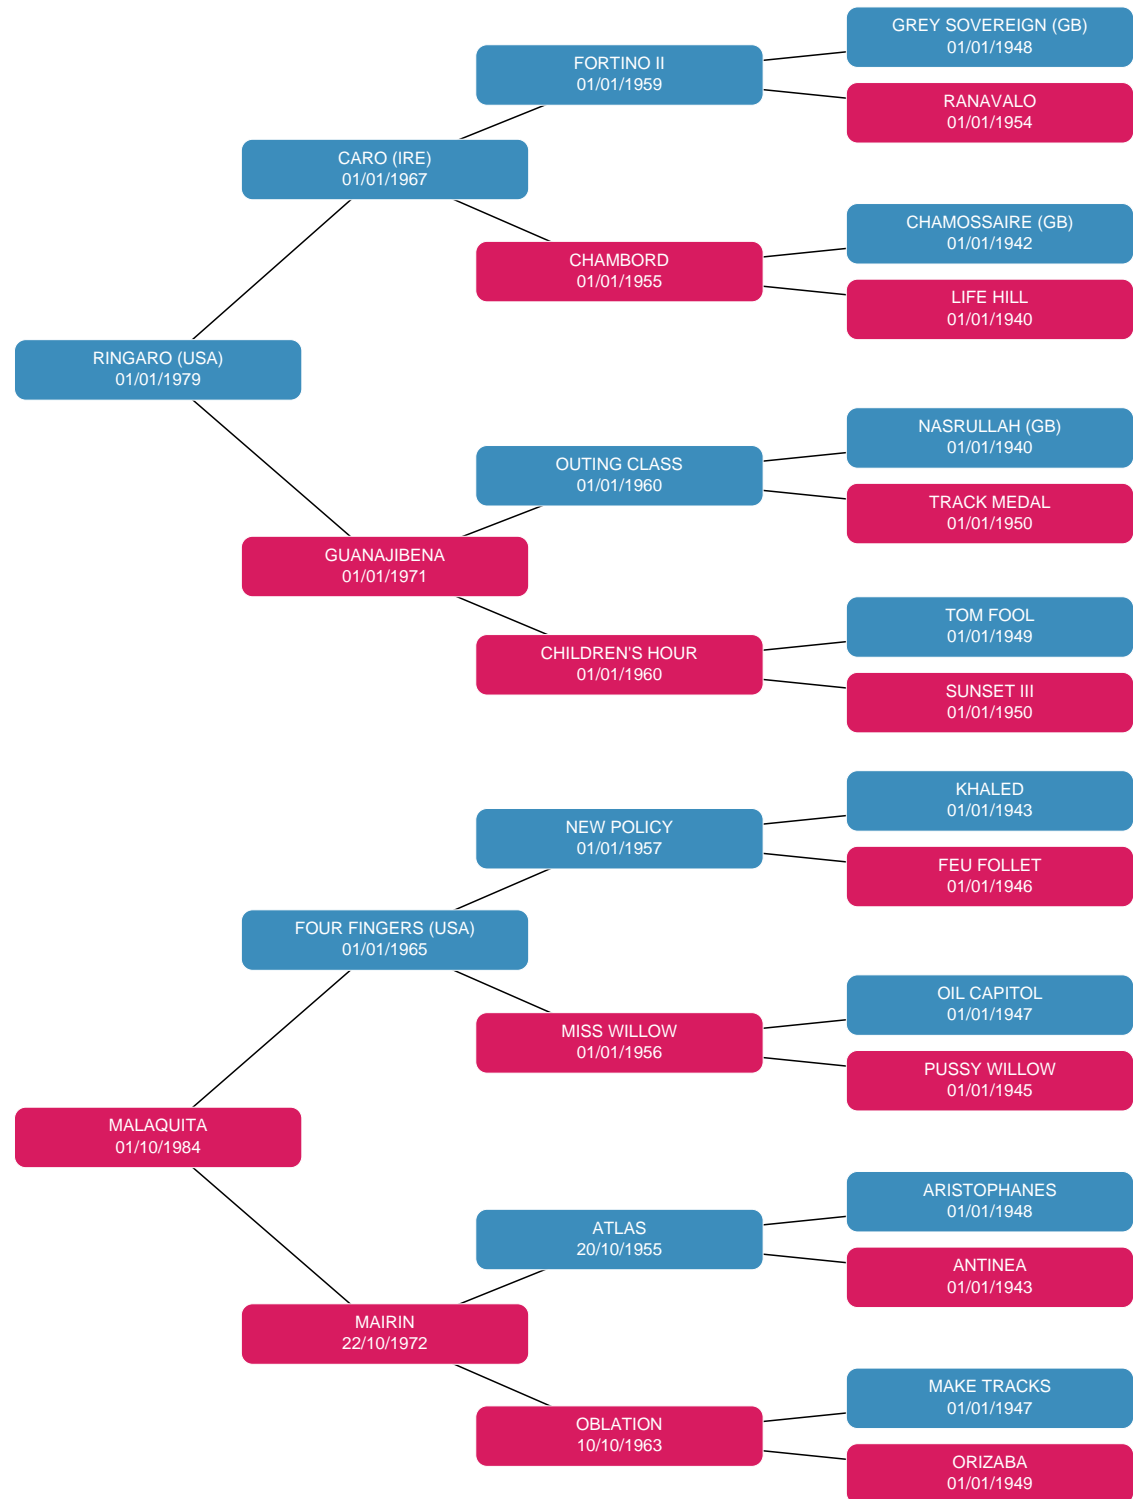 GREY SOVEREIGN (GB)
01/01/1948
FORTINO II
01/01/1959
RANAVALO
01/01/1954
CARO (IRE)
01/01/1967
CHAMOSSAIRE (GB)
01/01/1942
CHAMBORD
01/01/1955
LIFE HILL
01/01/1940
RINGARO (USA)
01/01/1979
NASRULLAH (GB)
01/01/1940
OUTING CLASS
01/01/1960
TRACK MEDAL
01/01/1950
GUANAJIBENA
01/01/1971
TOM FOOL
01/01/1949
CHILDREN'S HOUR
01/01/1960
SUNSET III
01/01/1950
KHALED
01/01/1943
NEW POLICY
01/01/1957
FEU FOLLET
01/01/1946
FOUR FINGERS (USA)
01/01/1965
OIL CAPITOL
01/01/1947
MISS WILLOW
01/01/1956
PUSSY WILLOW
01/01/1945
MALAQUITA
01/10/1984
ARISTOPHANES
01/01/1948
ATLAS
20/10/1955
ANTINEA
01/01/1943
MAIRIN
22/10/1972
MAKE TRACKS
01/01/1947
OBLATION
10/10/1963
ORIZABA
01/01/1949